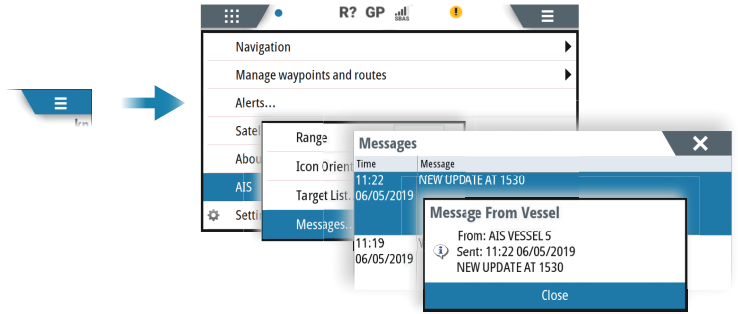 R? GP SBAS !
Navigation
Manage waypoints and routes
Alerts...
AIS
Range
Target List.
Messages..
Messages
Time Message
11:22 NEW UPDATE AT 1530
06/05/2019
11:19
06/05/2019
Message From Vessel
From: AIS VESSEL 5
Sent: 11:22 06/05/2019
NEW UPDATE AT 1530
Close